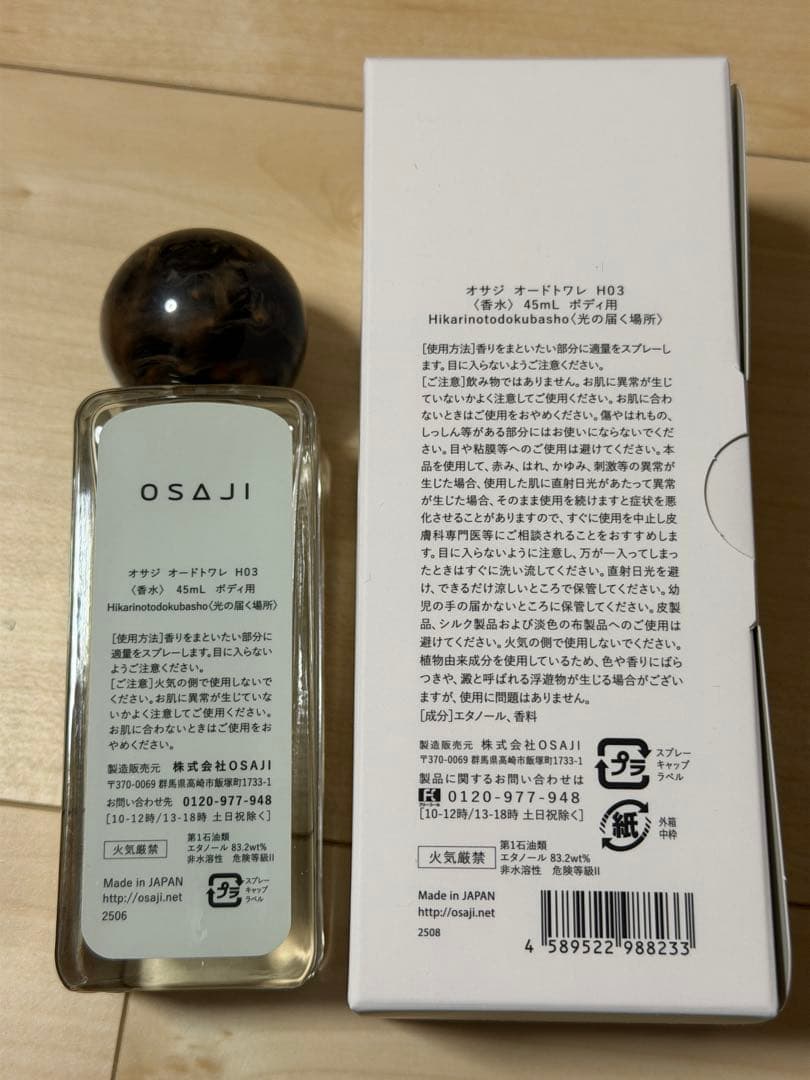 OSAJI
オサジ オードトワレ H03
〈香水〉 45mL ボディ用
Hikarinotodokubasho〈光の届く場所〉
[使用方法]香りをまといたい部分に
適量をスプレーします。目に入らない
ようご注意ください。
[ご注意]火気の側で使用しないでく
ださい。お肌に異常が生じていな
いかよく注意してご使用ください。
お肌に合わないときはご使用をお
やめください。
製造販売元 株式会社OSAJI
〒370-0069 群馬県高崎市飯塚町1733-1
お問い合わせ先 0120-977-948
[10-12時/13-18時 土日祝除く]
火気厳禁
第1石油類
エタノール 83.2wt%
非水溶性 危険等級II
Made in JAPAN
http://osaji.net
2506
プラ
スプレー
キャップ
ラベル
オサジ オードトワレ H03
〈香水〉 45mL ボディ用
Hikarinotodokubasho〈光の届く場所〉
[使用方法]香りをまといたい部分に適量をスプレーし
ます。目に入らないようご注意ください。
[ご注意]飲み物ではありません。お肌に異常が生じ
ていないかよく注意してご使用ください。お肌に合わ
ないときはご使用をおやめください。傷やはれもの、
しっしん等がある部分にはお使いにならないでくだ
さい。目や粘膜等へのご使用は避けてください。本
品を使用して、赤み、はれ、かゆみ、刺激等の異常が
生じた場合、使用した肌に直射日光があたって異常
が生じた場合、そのまま使用を続けますと症状を悪
化させることがありますので、すぐに使用を中止し皮
膚科専門医等にご相談されることをおすすめしま
す。目に入らないように注意し、万が一入ってしまっ
たときはすぐに洗い流してください。直射日光を避
け、できるだけ涼しいところで保管してください。幼
児の手の届かないところに保管してください。皮製
品、シルク製品および淡色の布製品へのご使用は
避けてください。火気の側で使用しないでください。
植物由来成分を使用しているため、色や香りにばら
つきや、澱と呼ばれる浮遊物が生じる場合がござい
ますが、使用に問題はありません。
[成分]エタノール、香料
製造販売元 株式会社OSAJI
〒370-0069 群馬県高崎市飯塚町1733-1
製品に関するお問い合わせは
0120-977-948
[10-12時/13-18時 土日祝除く]
プラ
スプレー
キャップ
ラベル
紙
外箱
中枠
火気厳禁
第1石油類
エタノール 83.2wt%
非水溶性 危険等級II
Made in JAPAN
http://osaji.net
2508
4 589522 988233